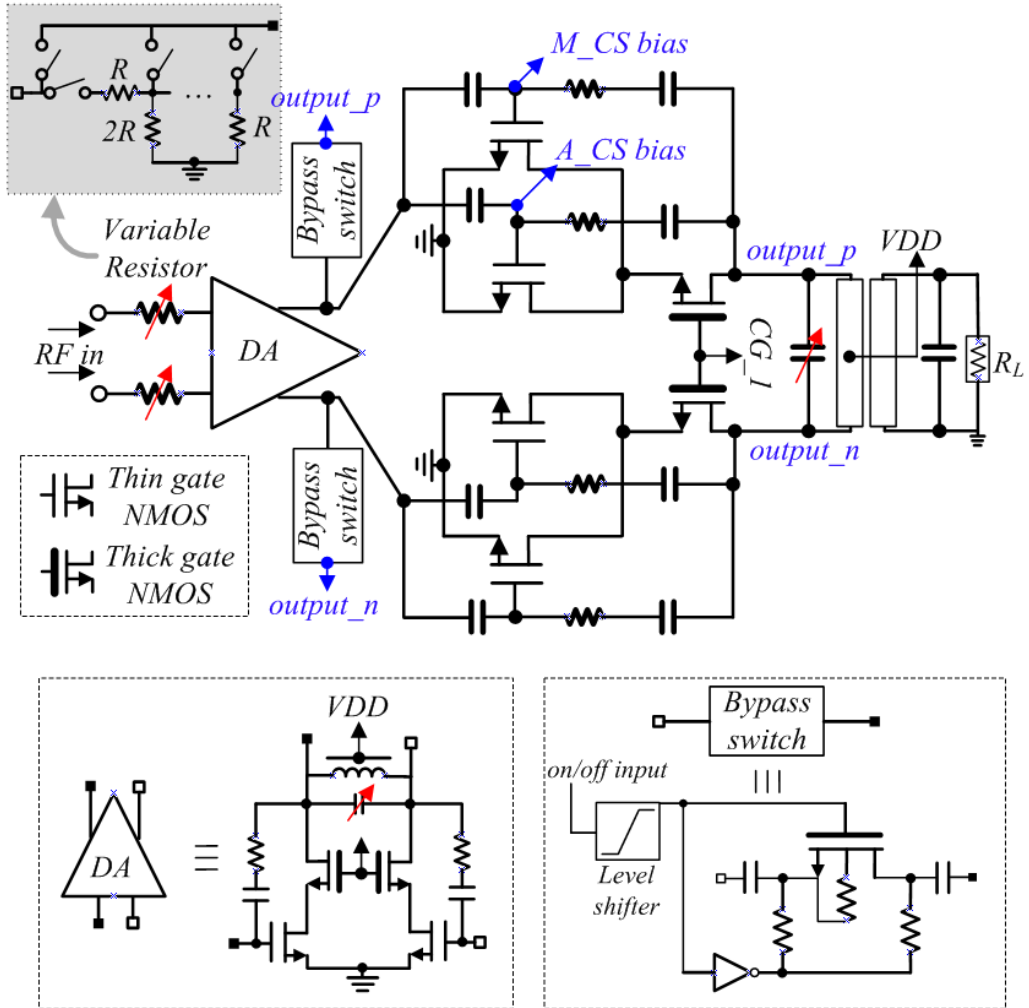 M_CS bias
R
output_p
...
2R
R
A_CS bias
Bypass
switch
Variable
Resistor
output_p
VDD
RF in
DA
CG_1
R_L
output_n
Thin gate
NMOS
Bypass
switch
Thick gate
NMOS
output_n
VDD
DA
Bypass
switch
on/off input
Level
shifter